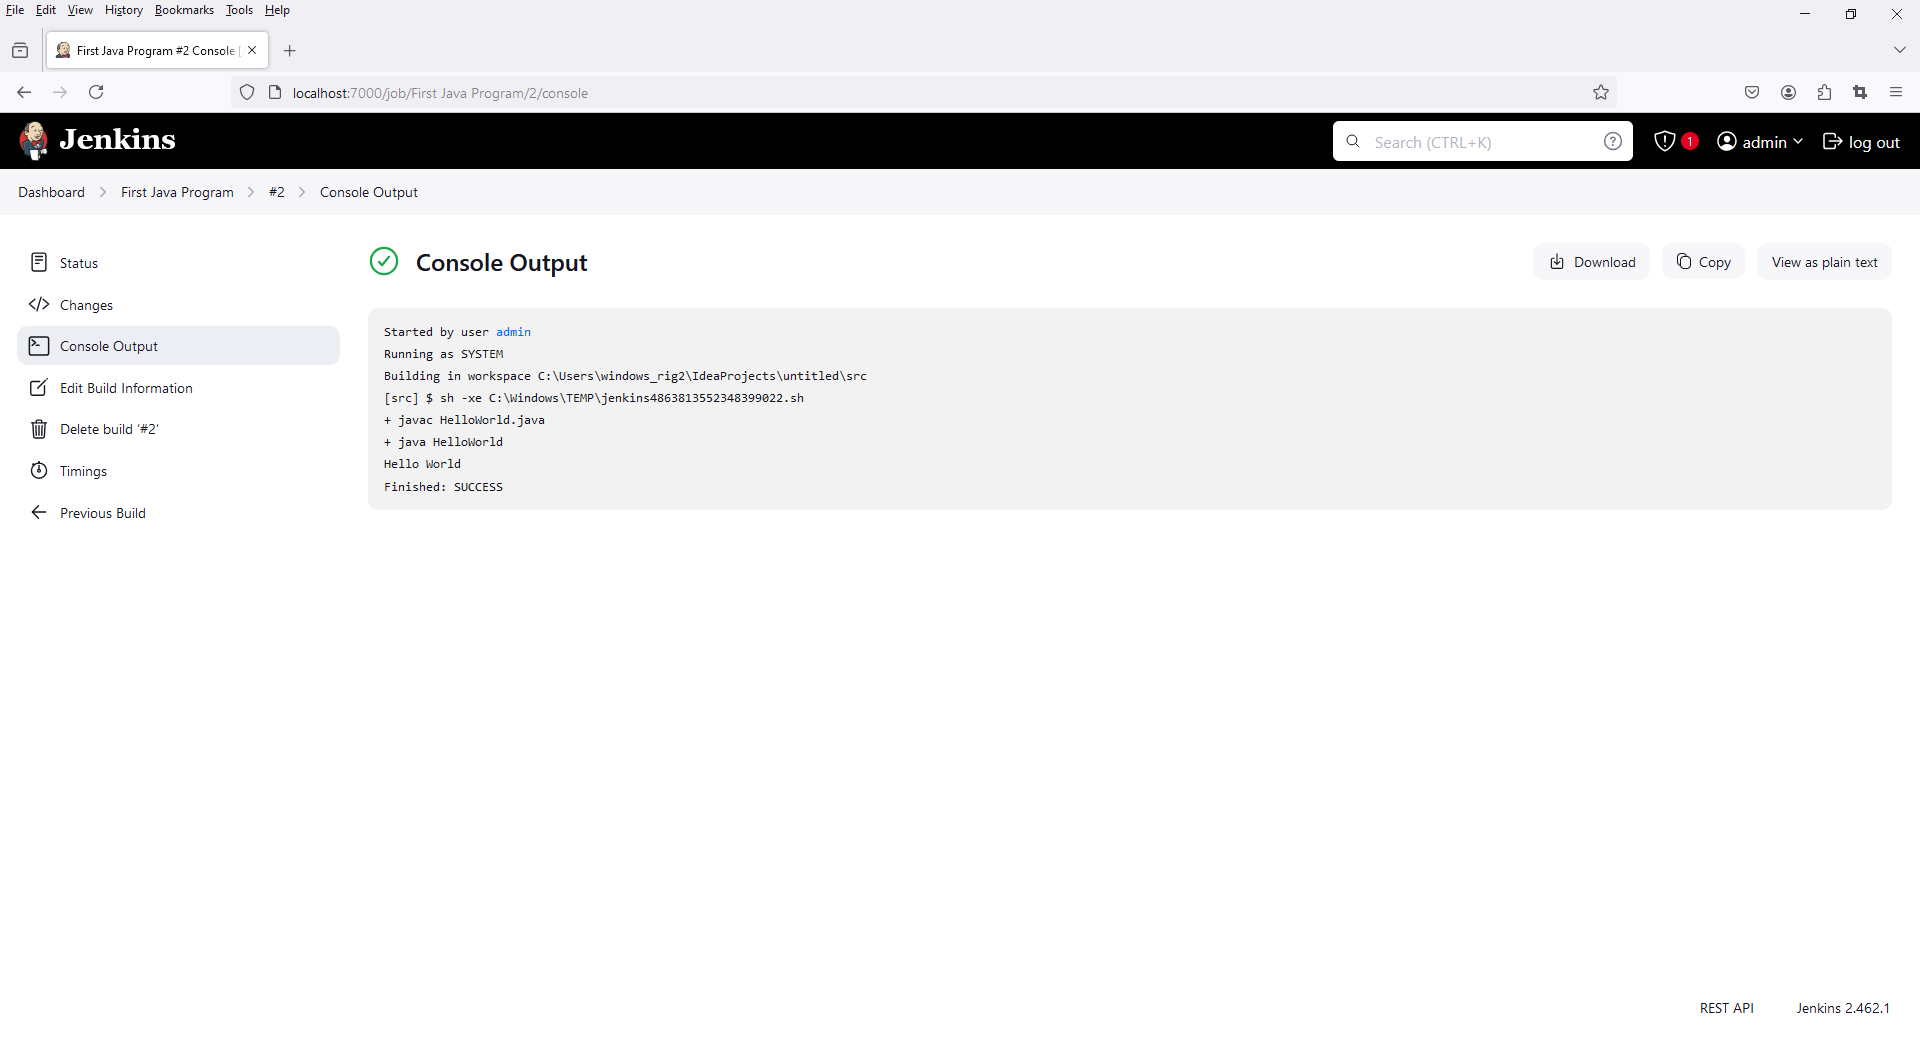 File Edit View History Bookmarks Tools Help
First Java Program #2 Console [
localhost:7000/job/First Java Program/2/console
Jenkins
Search (CTRL+K)
1
admin
log out
Dashboard First Java Program #2 Console Output
Status
Changes
Console Output
Edit Build Information
Delete build ‘#2’
Timings
Previous Build
Console Output
Download
Copy
View as plain text
Started by user admin
Running as SYSTEM
Building in workspace C:\Users\windows_rig2\IdeaProjects\untitled\src
[src] $ sh -xe C:\Windows\TEMP\jenkins4863813552348399022.sh
+ javac HelloWorld.java
+ java HelloWorld
Hello World
Finished: SUCCESS
REST API
Jenkins 2.462.1